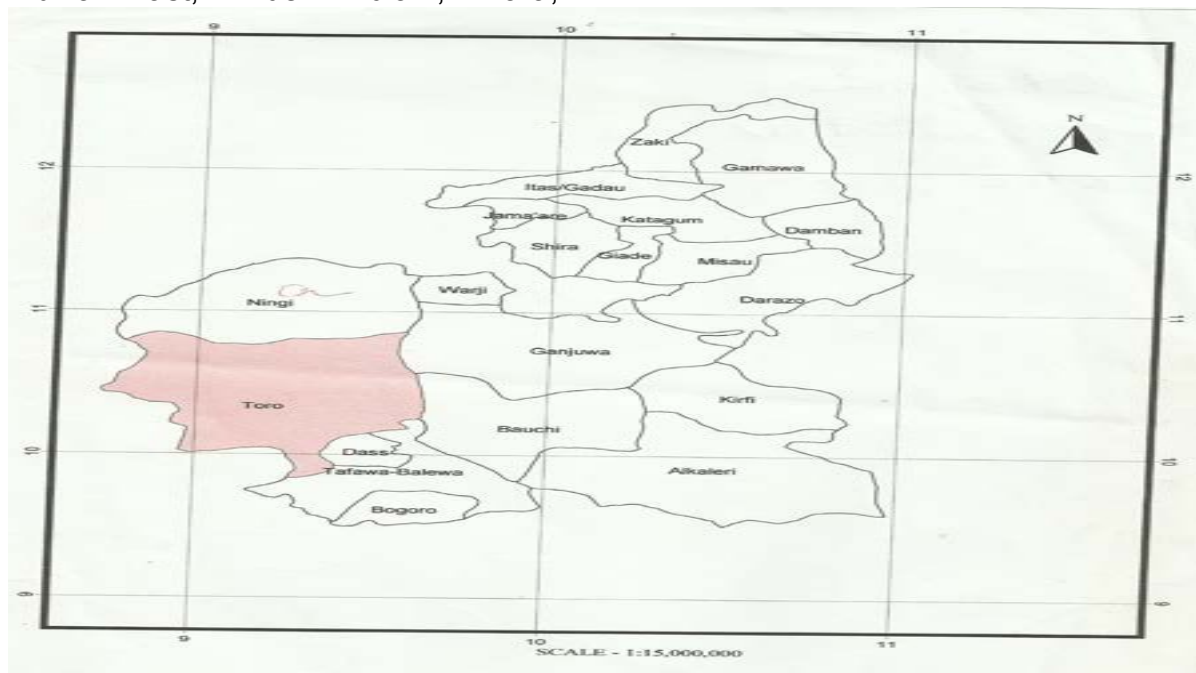 9 10 11
N
Zaki
12 Gamawa 12
Itas/Gadau
Jama'are Katagum
Damban
Shira
Giade Misau
Warji
Ningi Darazo
11 11
Ganjuwa
Kirfi
Toro
Bauchi
10 Dass 10
Tafawa-Balewa Alkaleri
Bogoro
9 9
9 10 11
SCALE - 1:15,000,000